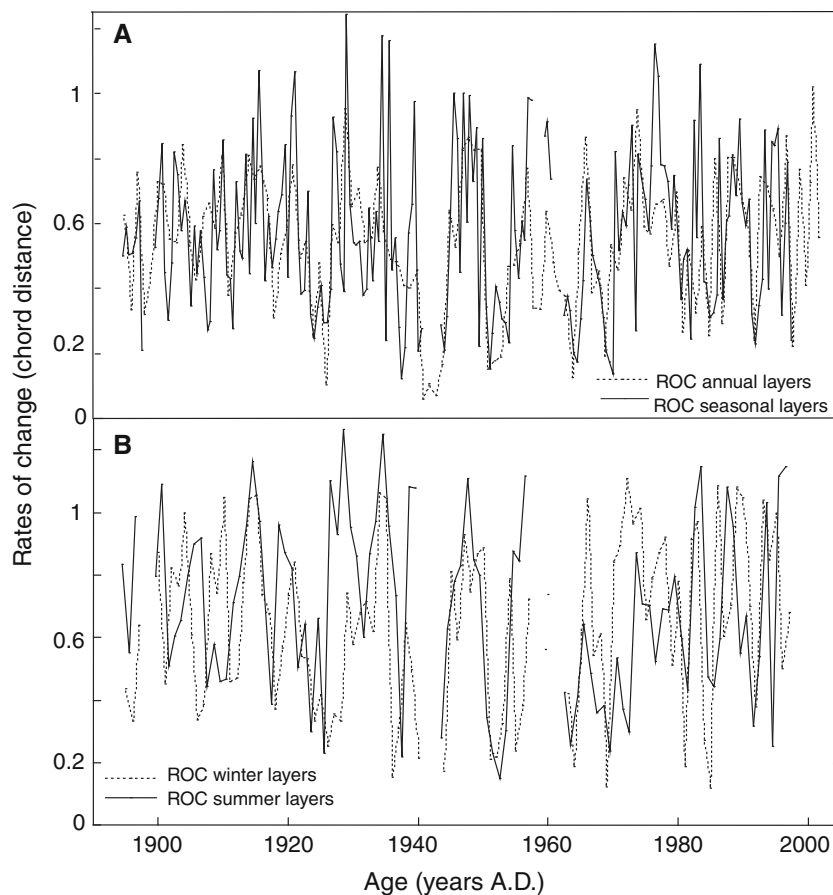 Rates of change (chord distance)
A
1
0.6
0.2
0
ROC annual layers
ROC seasonal layers
B
1
0.6
0.2
0
ROC winter layers
ROC summer layers
1900 1920 1940 1960 1980 2000
Age (years A.D.)